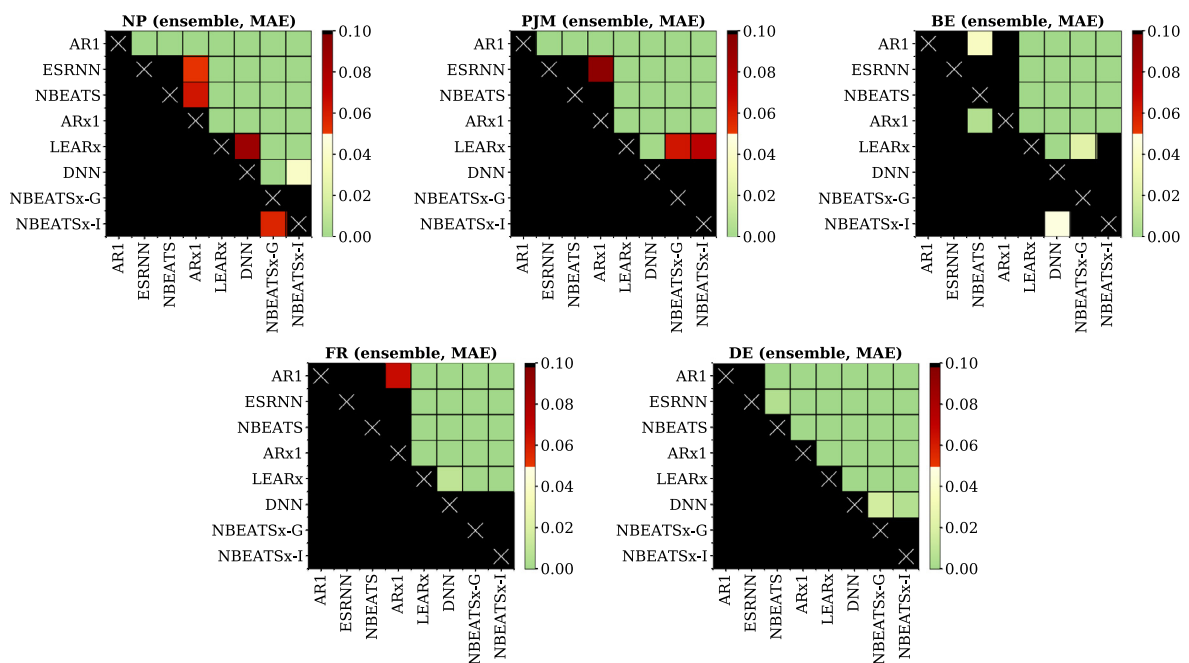 NP (ensemble, MAE)
AR1
ESRNN
NBEATS
ARx1
LEARx
DNN
NBEATSx-G
NBEATSx-I
0.10
0.08
0.06
0.04
0.02
0.00
AR1
ESRNN
NBEATS
ARx1
LEARx
DNN
NBEATSx-G
NBEATSx-I
PJM (ensemble, MAE)
AR1
ESRNN
NBEATS
ARx1
LEARx
DNN
NBEATSx-G
NBEATSx-I
0.10
0.08
0.06
0.04
0.02
0.00
AR1
ESRNN
NBEATS
ARx1
LEARx
DNN
NBEATSx-G
NBEATSx-I
BE (ensemble, MAE)
AR1
ESRNN
NBEATS
ARx1
LEARx
DNN
NBEATSx-G
NBEATSx-I
0.10
0.08
0.06
0.04
0.02
0.00
AR1
ESRNN
NBEATS
ARx1
LEARx
DNN
NBEATSx-G
NBEATSx-I
FR (ensemble, MAE)
AR1
ESRNN
NBEATS
ARx1
LEARx
DNN
NBEATSx-G
NBEATSx-I
0.10
0.08
0.06
0.04
0.02
0.00
AR1
ESRNN
NBEATS
ARx1
LEARx
DNN
NBEATSx-G
NBEATSx-I
DE (ensemble, MAE)
AR1
ESRNN
NBEATS
ARx1
LEARx
DNN
NBEATSx-G
NBEATSx-I
0.10
0.08
0.06
0.04
0.02
0.00
AR1
ESRNN
NBEATS
ARx1
LEARx
DNN
NBEATSx-G
NBEATSx-I